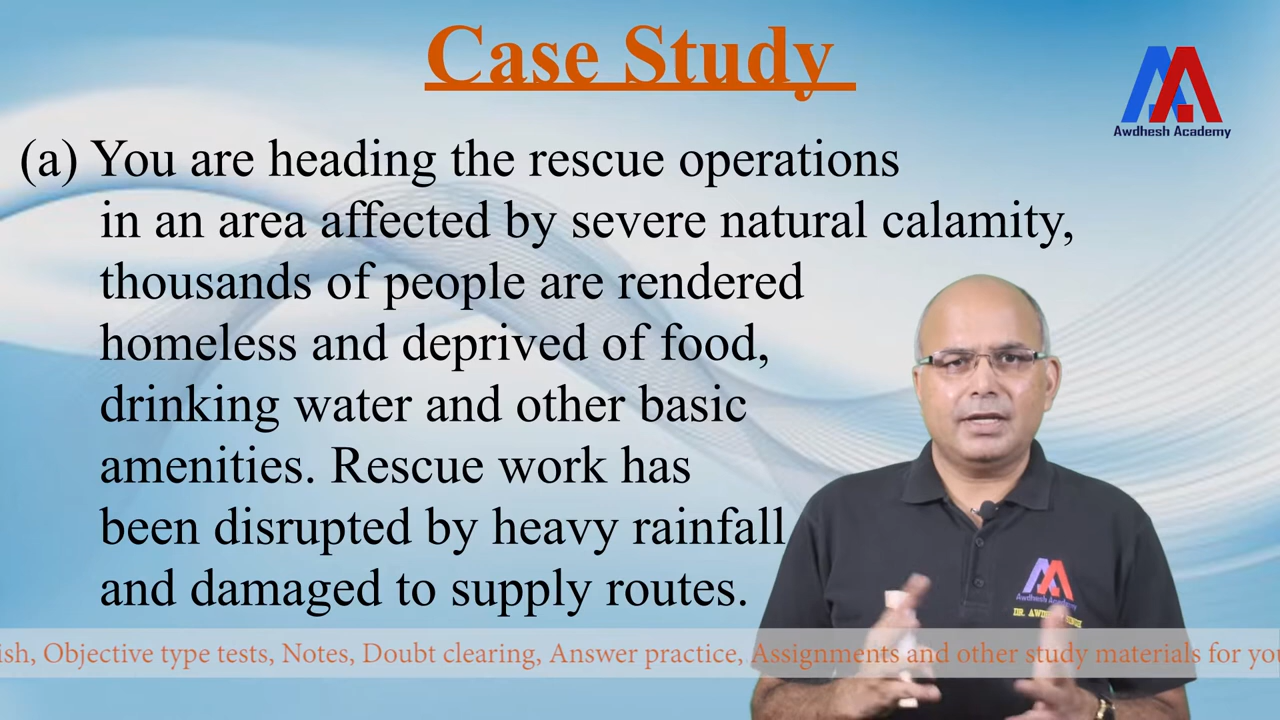 Case Study
Awdhesh Academy
(a) You are heading the rescue operations
in an area affected by severe natural calamity,
thousands of people are rendered
homeless and deprived of food,
drinking water and other basic
amenities. Rescue work has
been disrupted by heavy rainfall
and damaged to supply routes.
Awdhesh Academy
DR.
ish, Objective type tests, Notes, Doubt clearing, Answer practice, Assignments and other study materials for you